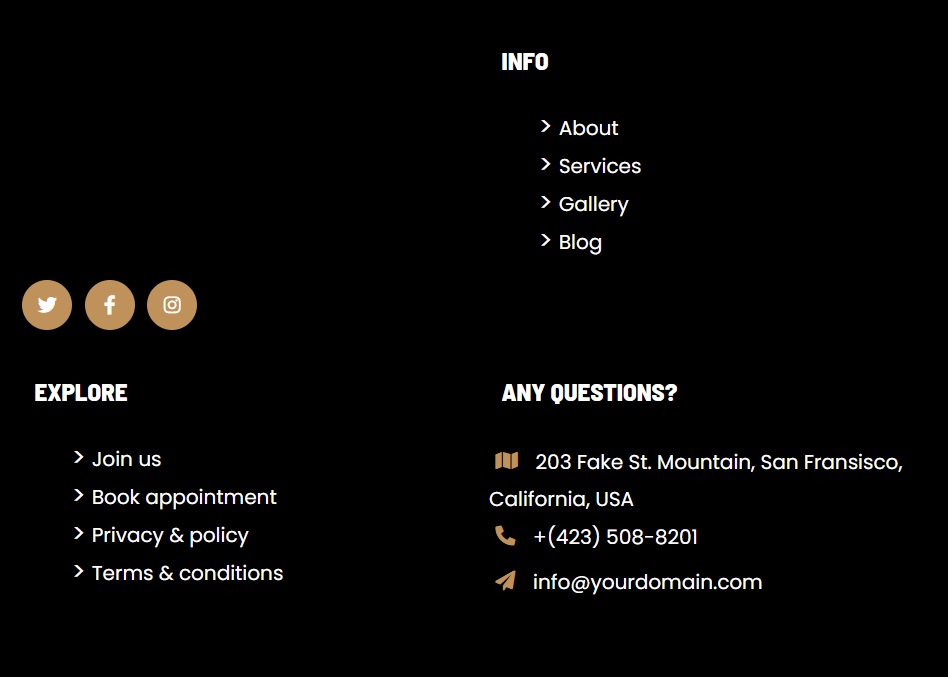 INFO
> About
> Services
> Gallery
> Blog
EXPLORE
> Join us
> Book appointment
> Privacy & policy
> Terms & conditions
ANY QUESTIONS?
203 Fake St. Mountain, San Fransisco,
California, USA
+(423) 508-8201
info@yourdomain.com